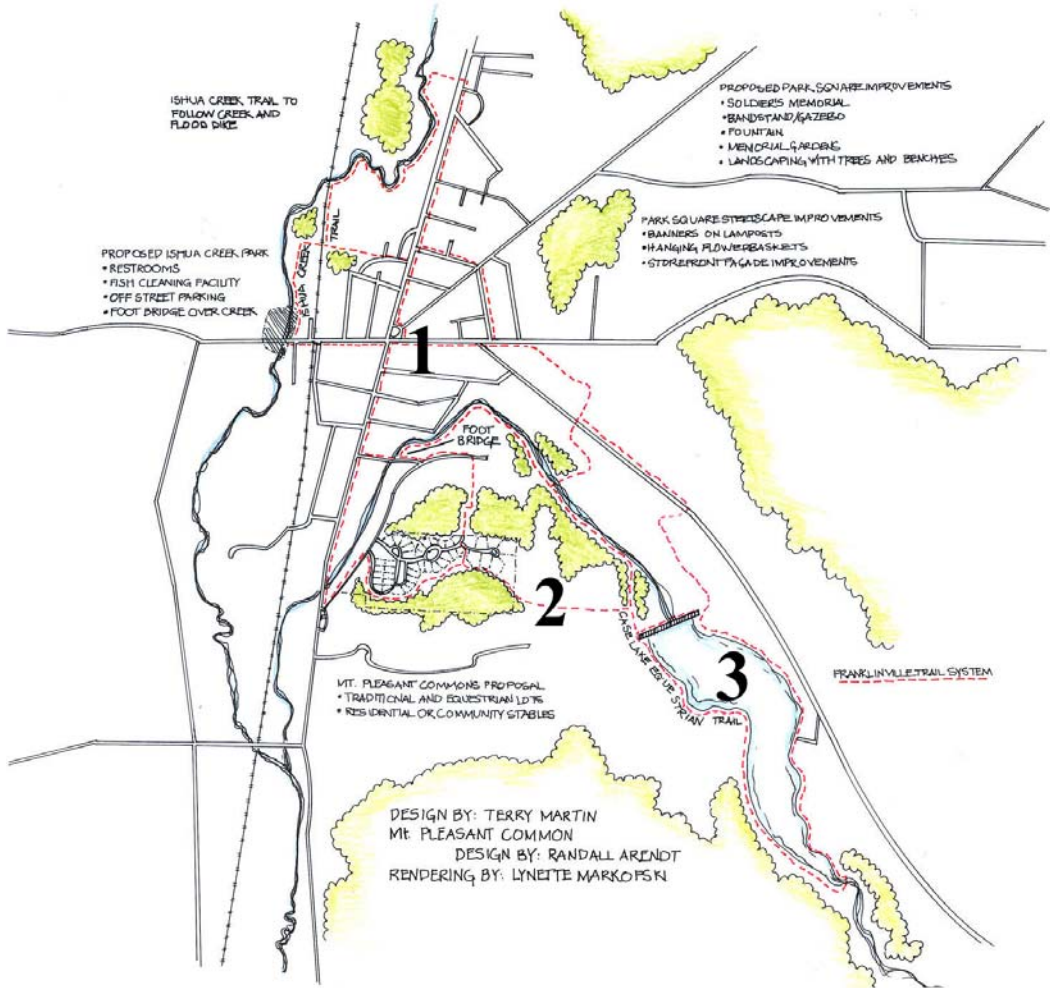 ISHUA CREEK TRAIL TO
FOLLOW CREEK AND
FLOOD DIKE
PROPOSED PARK SQUARE IMPROVEMENTS
• SOLDIER'S MEMORIAL
• BANDSTAND/GAZEBO
• FOUNTAIN
• MEMORIAL GARDENS
• LANDSCAPING WITH TREES AND BENCHES
PARK SQUARE STEETSCAPE IMPROVEMENTS
• BANNERS ON LAMPOSTS
• HANGING FLOWERBASKETS
• STOREFRONT FAÇADE IMPROVEMENTS
PROPOSED ISHUA CREEK PARK
• RESTROOMS
• FISH CLEANING FACILITY
• OFF STREET PARKING
• FOOT BRIDGE OVER CREEK
ISHUA CREEK TRAIL
1
FOOT
BRIDGE
2
CASE LAKE EQUESTRIAN TRAIL
3
FRANKLINVILLE TRAIL SYSTEM
MT. PLEASANT COMMONS PROPOSAL
• TRADITIONAL AND EQUESTRIAN LOTS
• RESIDENTIAL OR COMMUNITY STABLES
DESIGN BY: TERRY MARTIN
Mt. PLEASANT COMMON
DESIGN BY: RANDALL ARENDT
RENDERING BY: LYNETTE MARKOFSKI